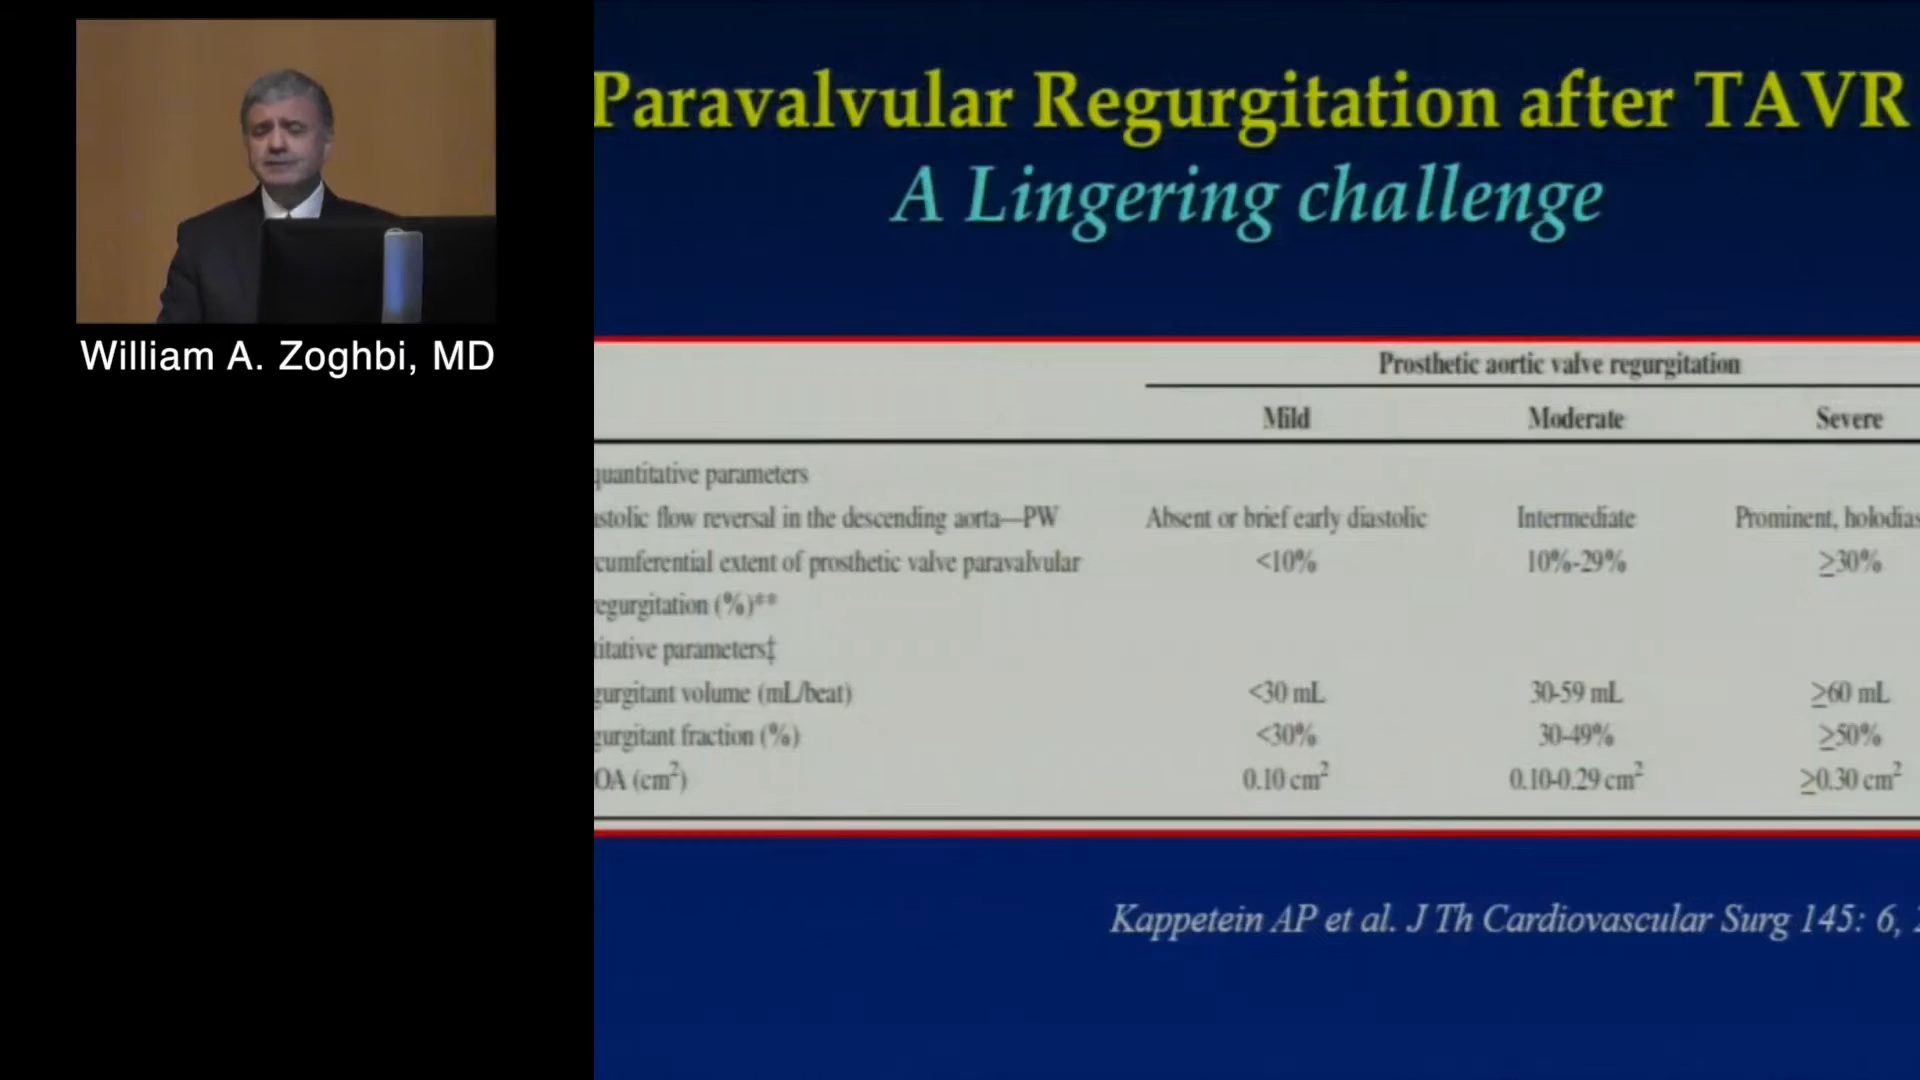 William A. Zoghbi, MD
Paravalvular Regurgitation after TAVR
A Lingering challenge
Prosthetic aortic valve regurgitation
Mild Moderate Severe
quantitative parameters
stolic flow reversal in the descending aorta—PW Absent or brief early diastolic Intermediate Prominent, holodias
cumferential extent of prosthetic valve paravalvular <10% 10%-29% ≥30%
egurgitation (%)**
titative parameters‡
gurgitant volume (mL/beat) <30 mL 30-59 mL ≥60 mL
gurgitant fraction (%) <30% 30-49% ≥50%
OA (cm²) 0.10 cm² 0.10-0.29 cm² ≥0.30 cm²
Kappetein AP et al. J Th Cardiovascular Surg 145: 6,